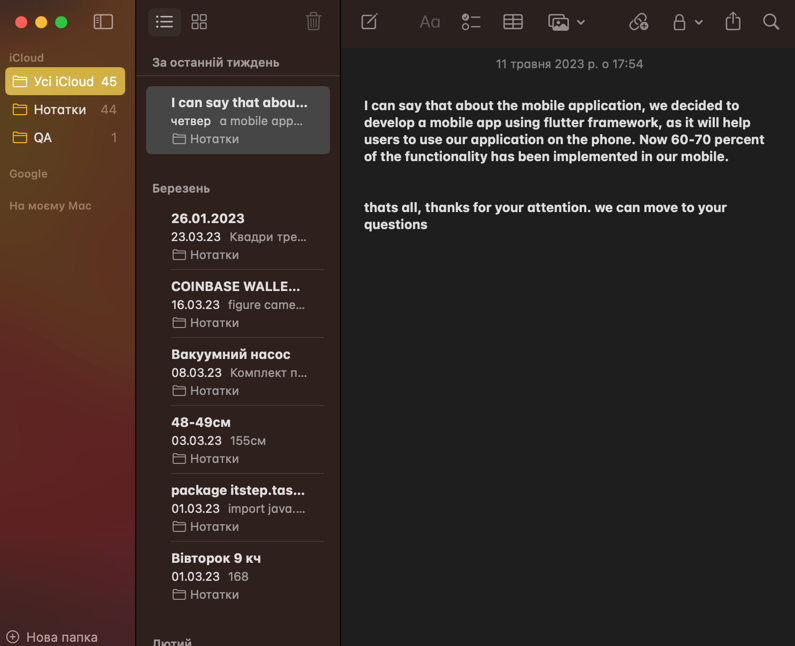 iCloud
Усі iCloud 45
Нотатки 44
QA 1
Google
На моєму Mac
Нова папка
За останній тиждень
I can say that abou...
четвер a mobile app...
Нотатки
Березень
26.01.2023
23.03.23 Квадри тре...
Нотатки
COINBASE WALLE...
16.03.23 figure came...
Нотатки
Вакуумний насос
08.03.23 Комплект п...
Нотатки
48-49см
03.03.23 155см
Нотатки
package itstep.tas...
01.03.23 import java....
Нотатки
Вівторок 9 кч
01.03.23 168
Нотатки
Лютий
Aa
11 травня 2023 р. о 17:54
I can say that about the mobile application, we decided to
develop a mobile app using flutter framework, as it will help
users to use our application on the phone. Now 60-70 percent
of the functionality has been implemented in our mobile.
thats all, thanks for your attention. we can move to your
questions